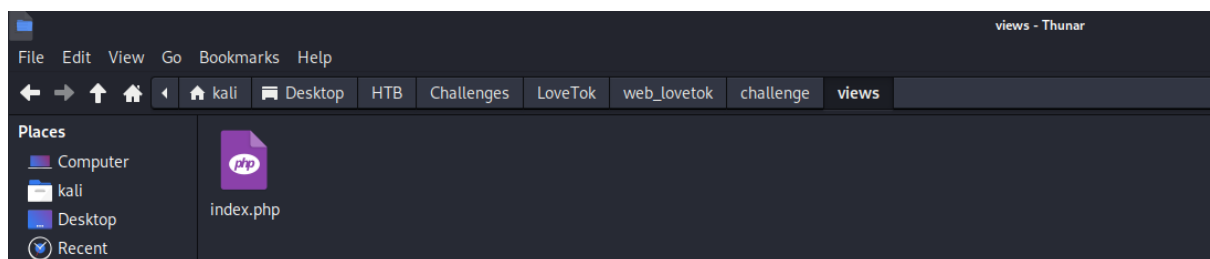 views - Thunar
File Edit View Go Bookmarks Help
kali Desktop HTB Challenges LoveTok web_lovetok challenge views
Places
Computer
php
kali
index.php
Desktop
Recent